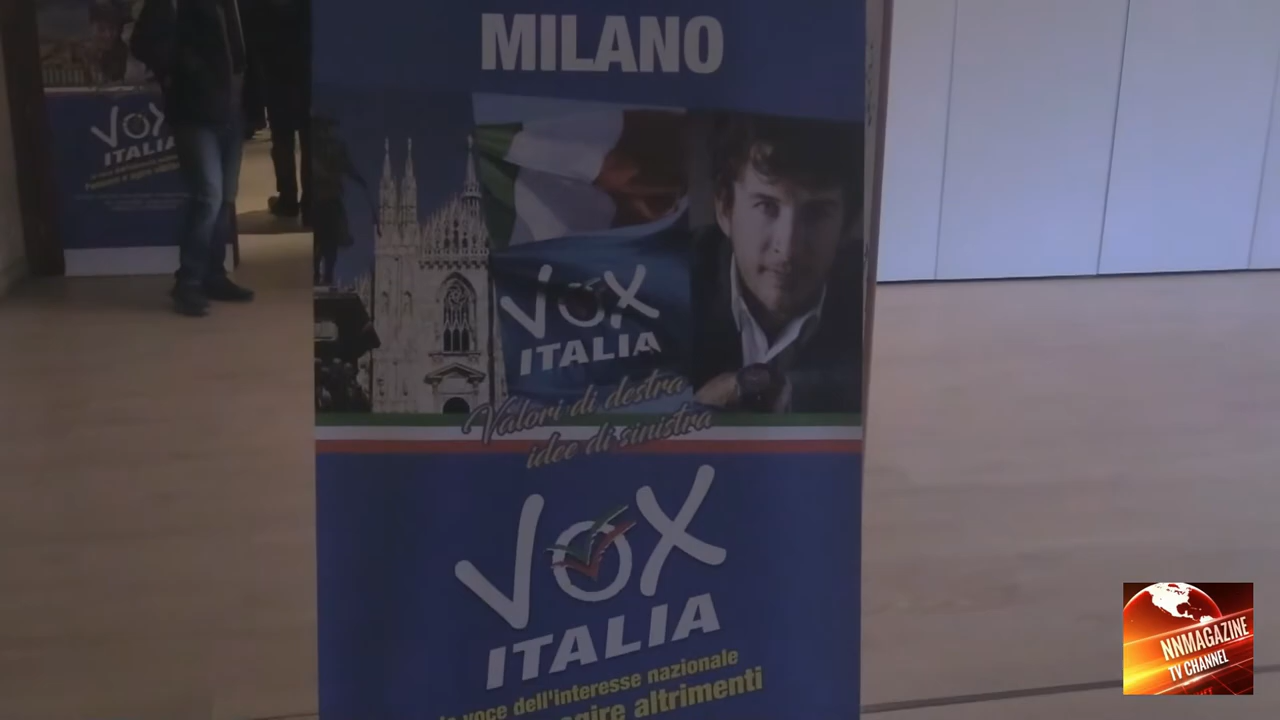 MILANO
VOX
ITALIA
Valori di destra
idee di sinistra
VOX
ITALIA
voce dell'interesse nazionale
agire altrimenti
VOX
ITALIA
NNMAGAZINE
TV CHANNEL